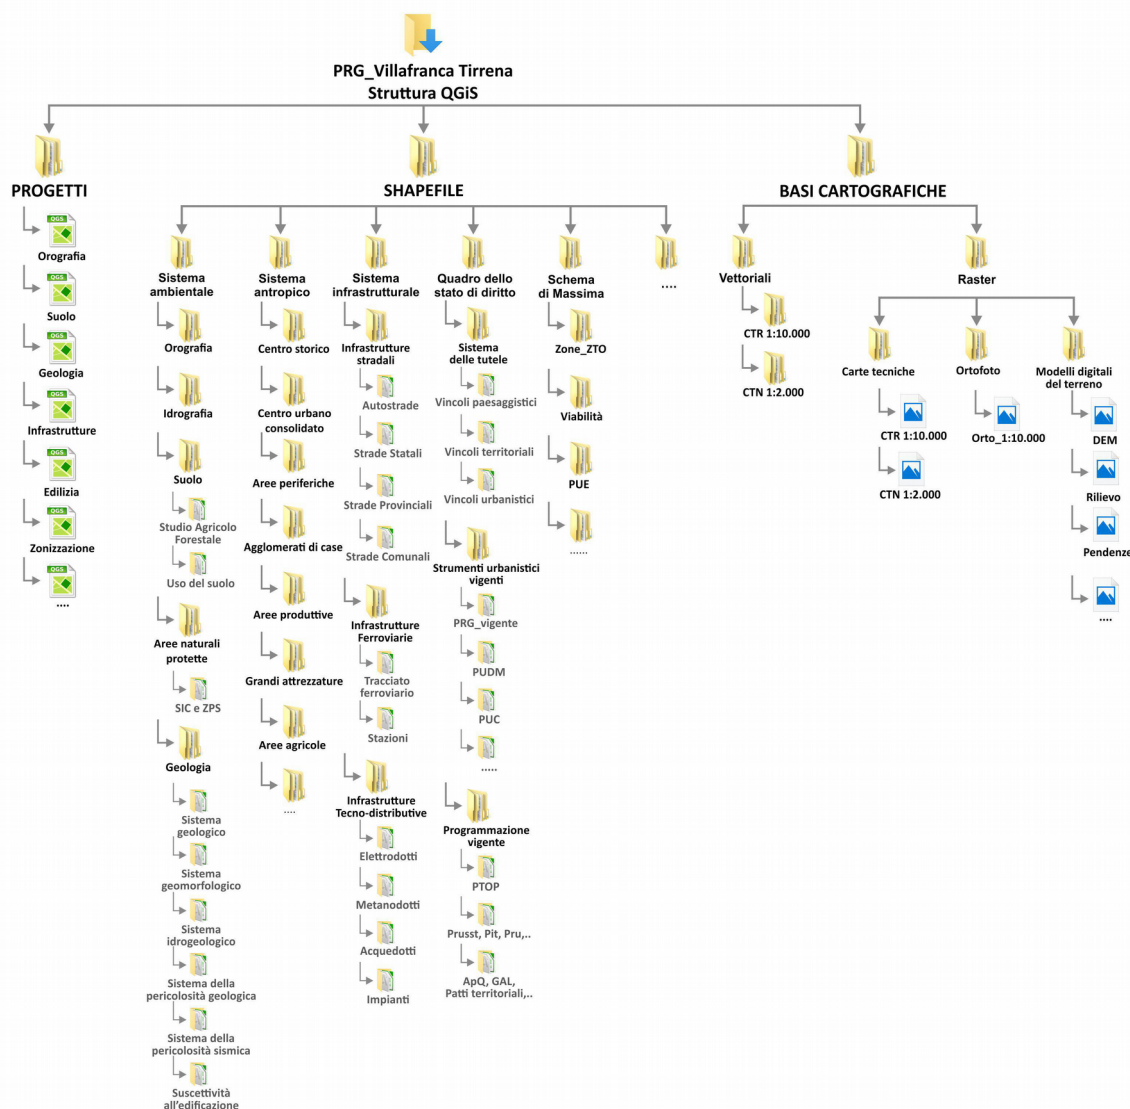 PRG_Villafranca Tirrena
Struttura QGiS
PROGETTI
QGS
Orografia
QGS
Suolo
QGS
Geologia
QGS
Infrastrutture
QGS
Edilizia
QGS
Zonizzazione
QGS
....
SHAPEFILE
Sistema
ambientale
Orografia
Idrografia
Suolo
Studio Agricolo
Forestale
Uso del suolo
Aree naturali
protette
SIC e ZPS
Geologia
Sistema
geologico
Sistema
geomorfologico
Sistema
idrogeologico
Sistema della
pericolosità geologica
Sistema della
pericolosità sismica
Suscettività
all'edificazione
Sistema
antropico
Centro storico
Centro urbano
consolidato
Aree periferiche
Agglomerati di case
Aree produttive
Grandi attrezzature
Aree agricole
....
Sistema
infrastrutturale
Infrastrutture
stradali
Autostrade
Strade Statali
Strade Provinciali
Strade Comunali
Infrastrutture
Ferroviarie
Tracciato
ferroviario
Stazioni
Infrastrutture
Tecno-distributive
Elettrodotti
Metanodotti
Acquedotti
Impianti
Quadro dello
stato di diritto
Sistema
delle tutele
Vincoli paesaggistici
Vincoli territoriali
Vincoli urbanistici
Strumenti urbanistici
vigenti
PRG_vigente
PUDM
PUC
.....
Programmazione
vigente
PTOP
Prusst, Pit, Pru,..
ApQ, GAL,
Patti territoriali,..
Schema
di Massima
Zone_ZTO
Viabilità
PUE
......
....
BASI CARTOGRAFICHE
Vettoriali
CTR 1:10.000
CTN 1:2.000
Raster
Carte tecniche
CTR 1:10.000
CTN 1:2.000
Ortofoto
Orto_1:10.000
Modelli digitali
del terreno
DEM
Rilievo
Pendenze
....